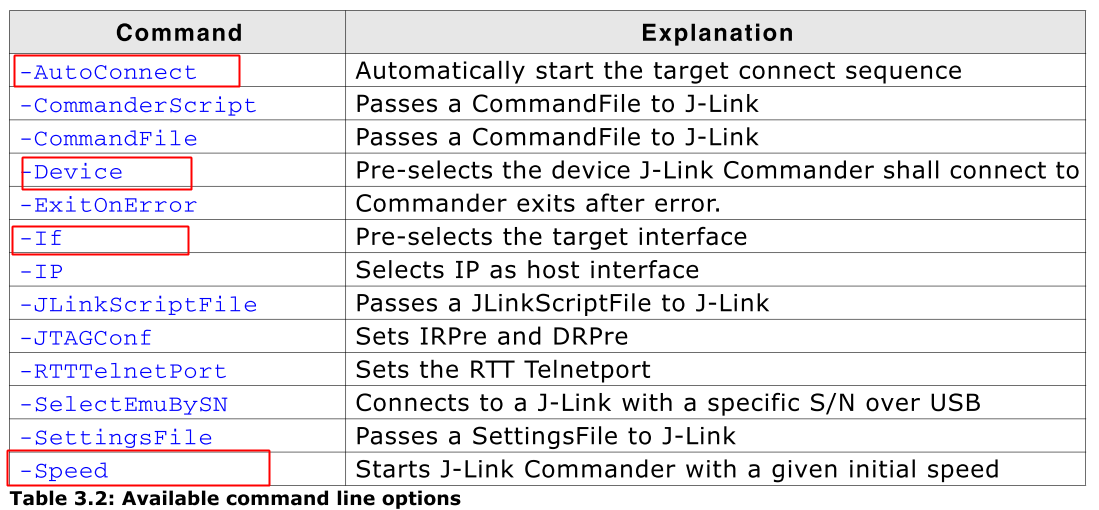 Command Explanation
-AutoConnect Automatically start the target connect sequence
-CommanderScript Passes a CommandFile to J-Link
-CommandFile Passes a CommandFile to J-Link
-Device Pre-selects the device J-Link Commander shall connect to
-ExitOnError Commander exits after error.
-If Pre-selects the target interface
-IP Selects IP as host interface
-JLinkScriptFile Passes a JLinkScriptFile to J-Link
-JTAGConf Sets IRPre and DRPre
-RTTTelnetPort Sets the RTT Telnetport
-SelectEmuBySN Connects to a J-Link with a specific S/N over USB
-SettingsFile Passes a SettingsFile to J-Link
-Speed Starts J-Link Commander with a given initial speed
Table 3.2: Available command line options